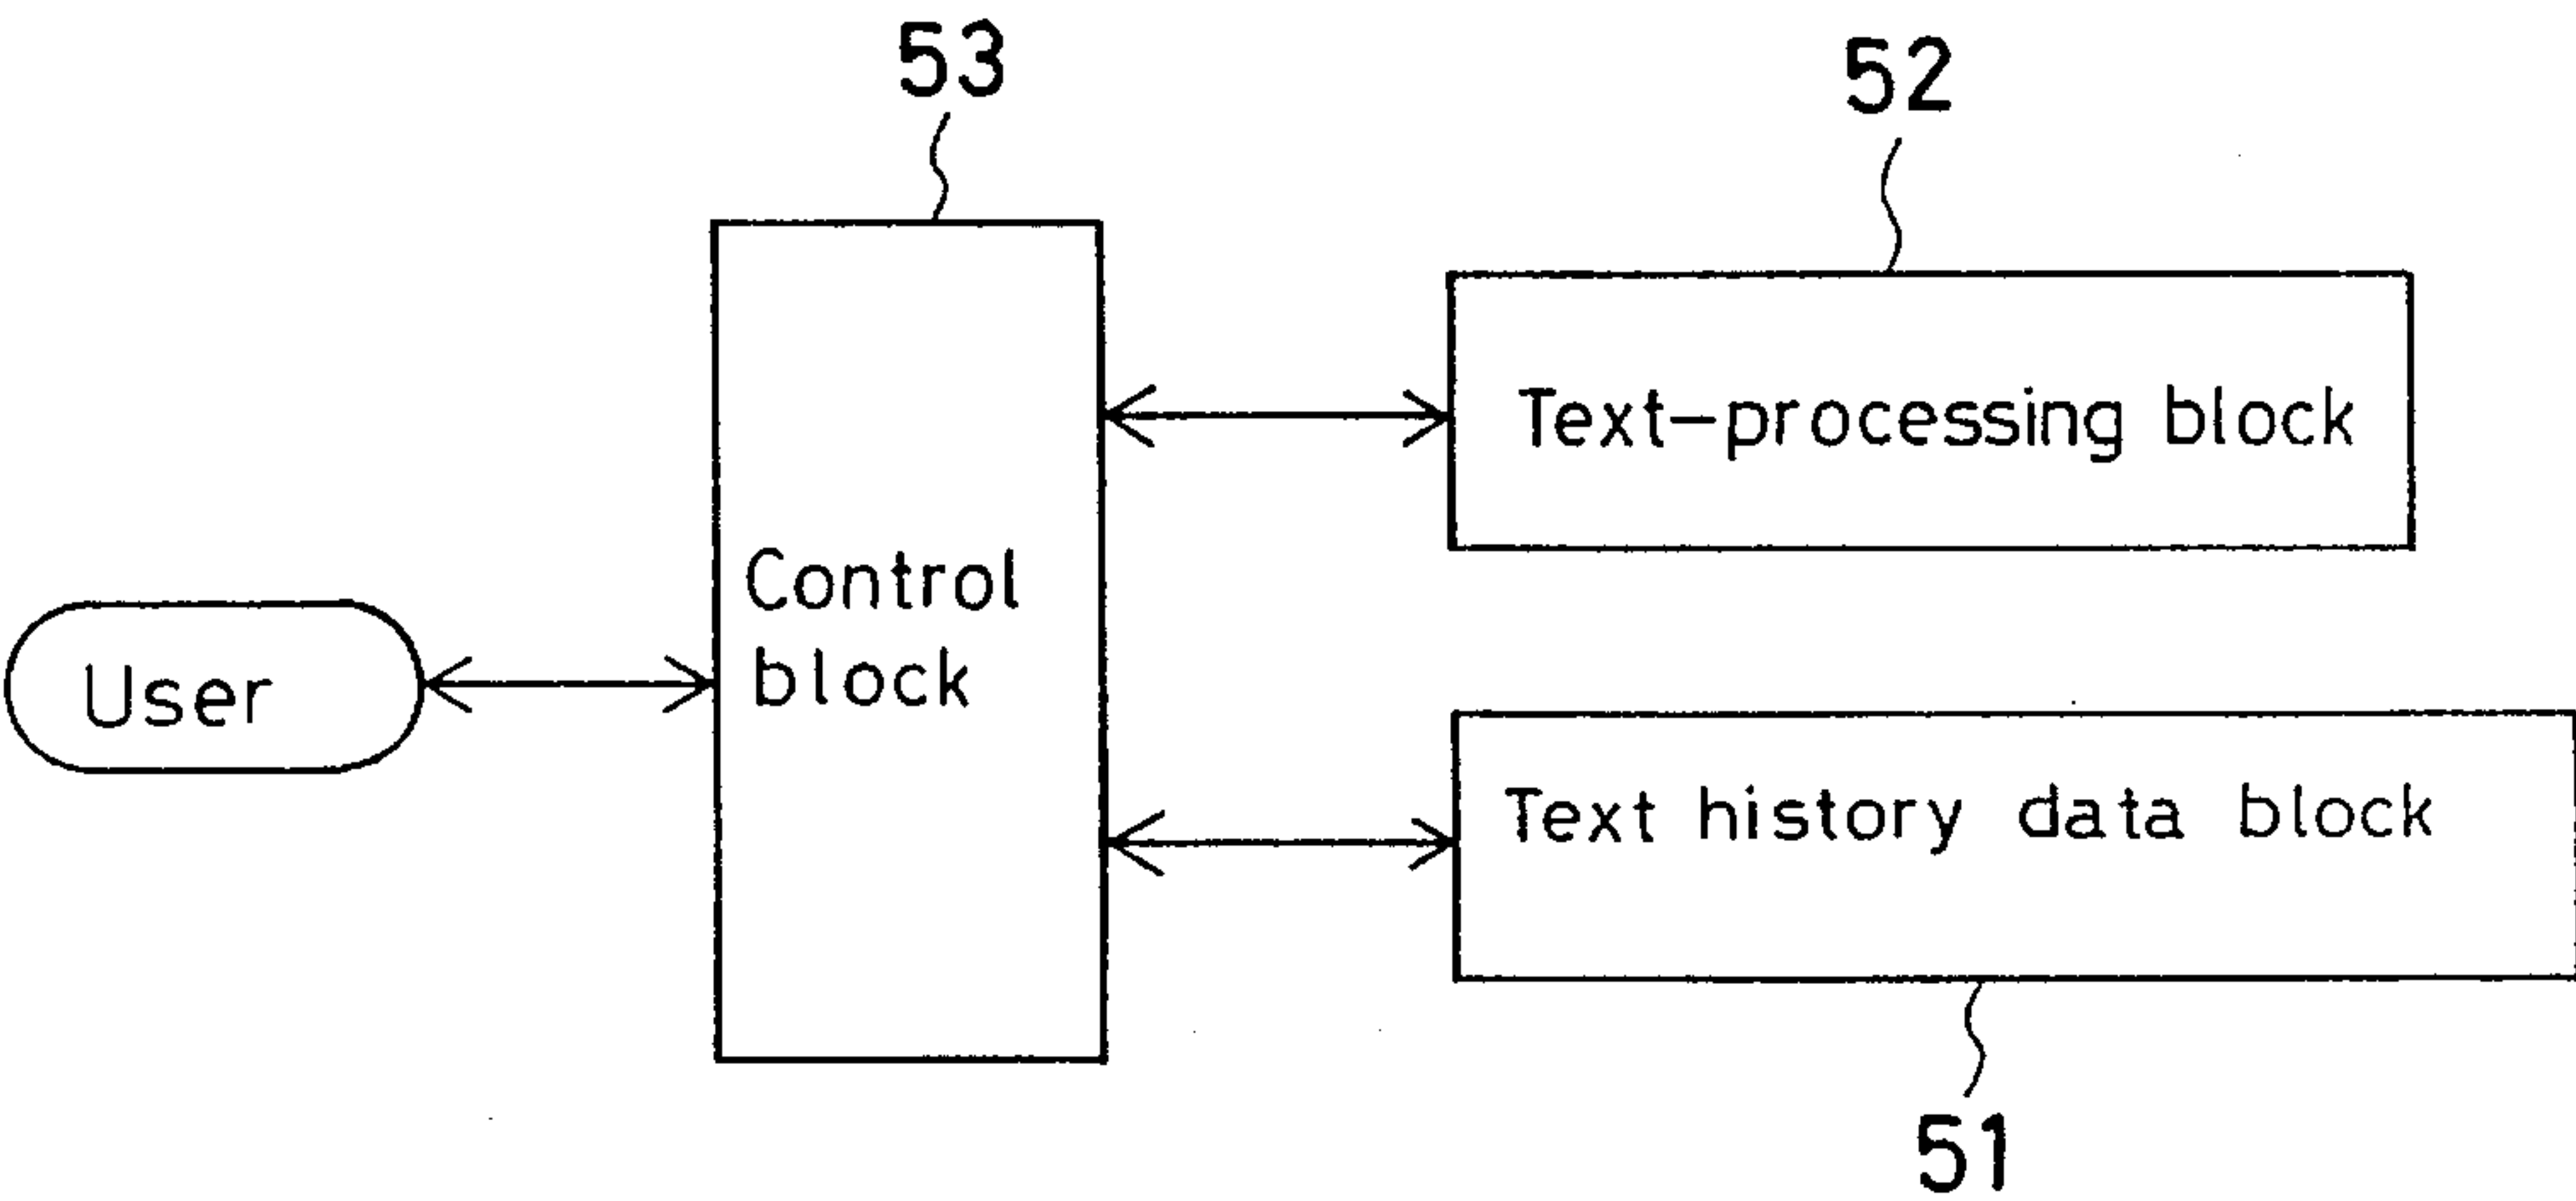 53
52
Text-processing block
Control
block
User
Text history data block
51